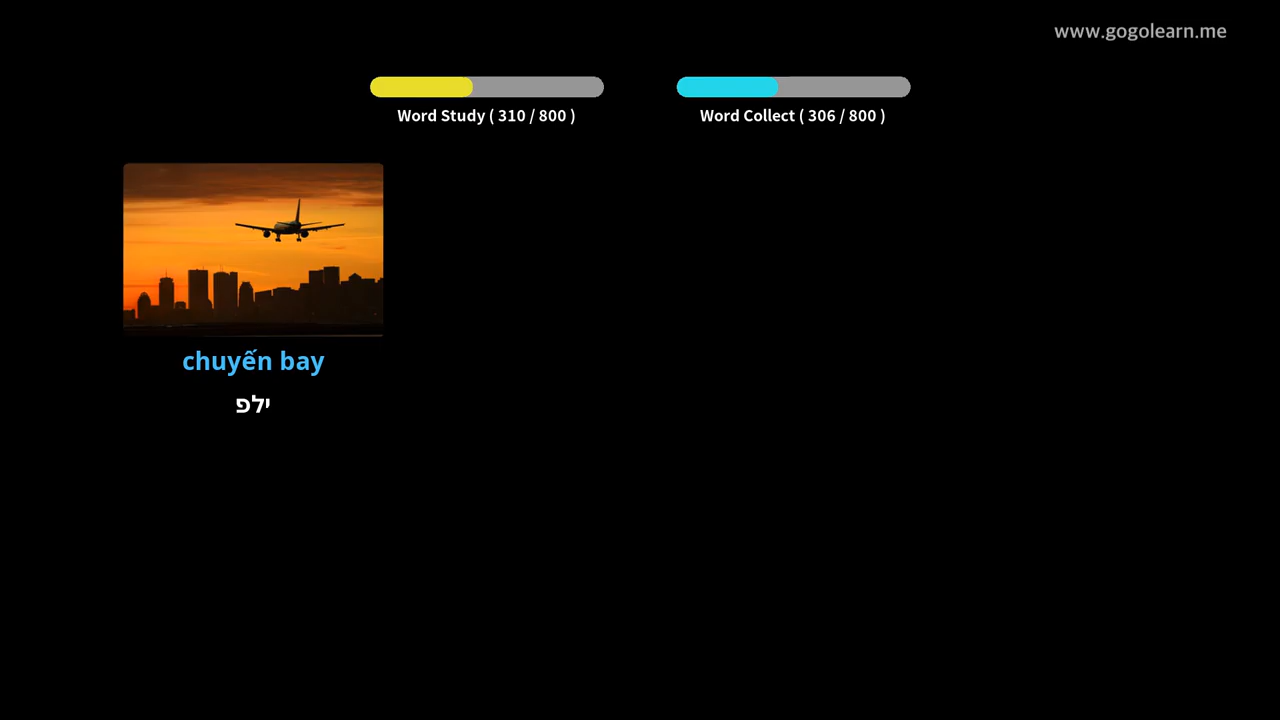 www.gogolearn.me
Word Study ( 310 / 800 )
Word Collect ( 306 / 800 )
chuyến bay
ילפ